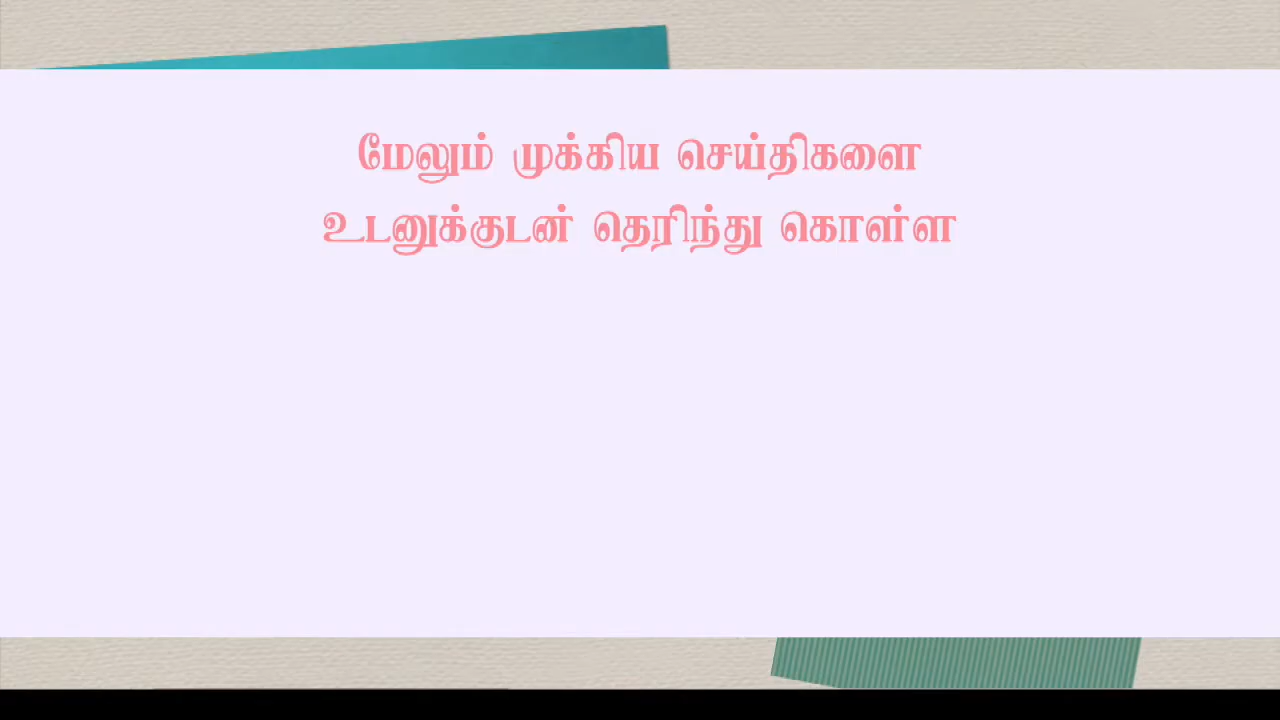 மேலும் முக்கிய செய்திகளை
உடனுக்குடன் தெரிந்து கொள்ள